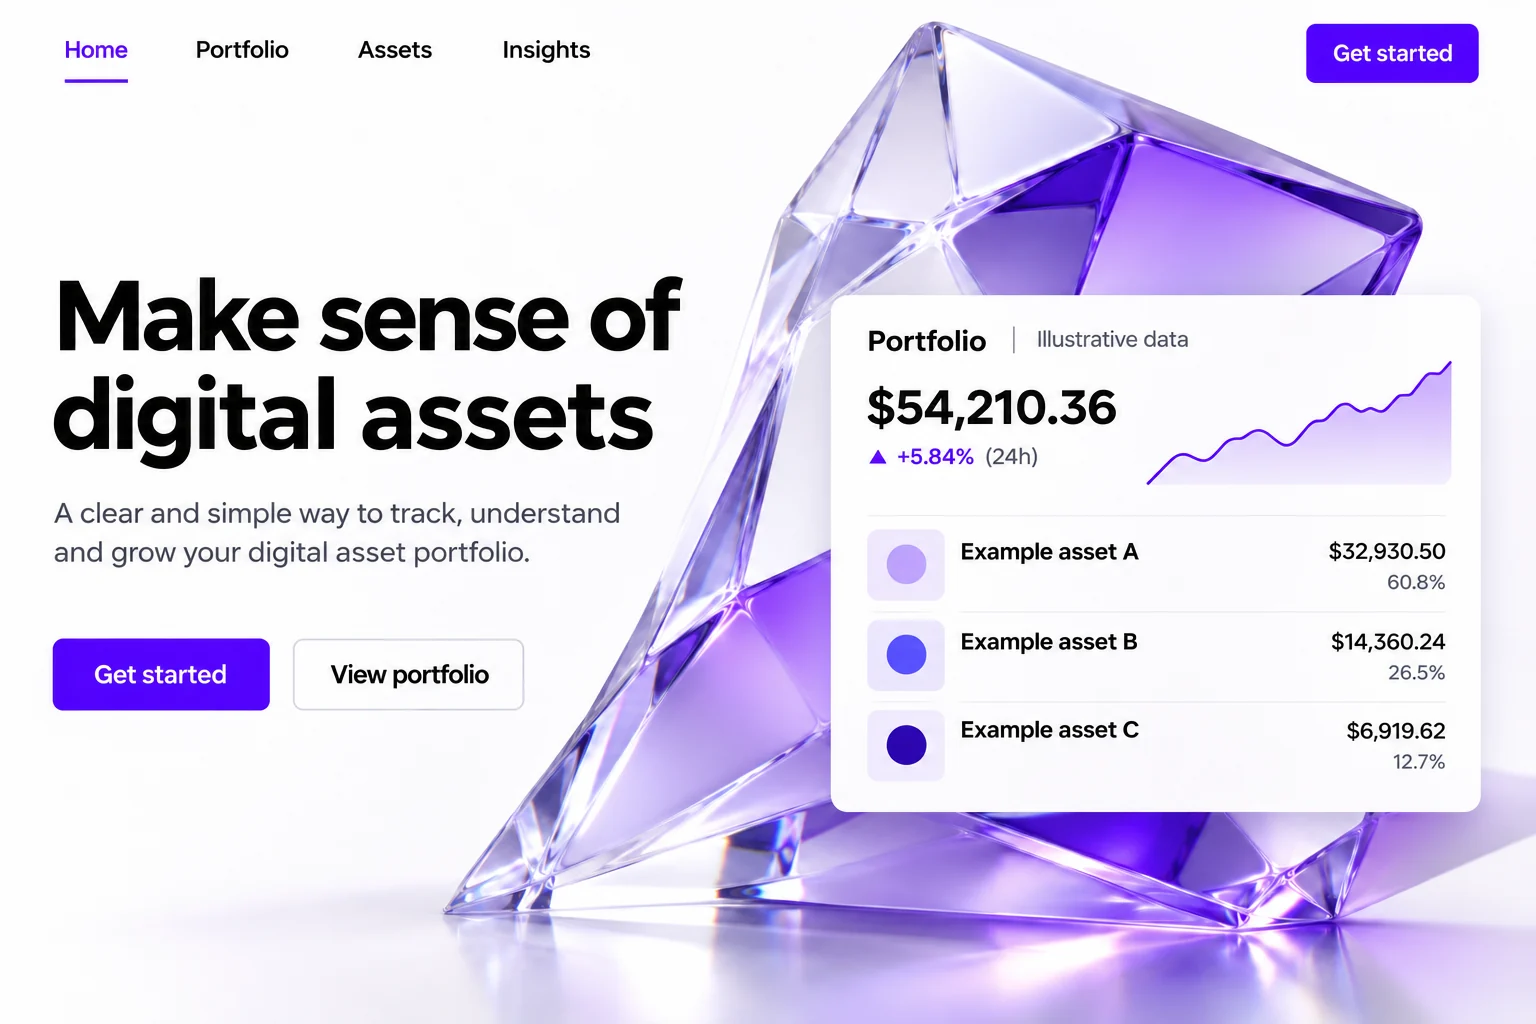 Home Portfolio Assets Insights Get started
Make sense of
digital assets
A clear and simple way to track, understand
and grow your digital asset portfolio.
Get started View portfolio
Portfolio | Illustrative data
$54,210.36
▲ +5.84% (24h)
Example asset A $32,930.50
60.8%
Example asset B $14,360.24
26.5%
Example asset C $6,919.62
12.7%